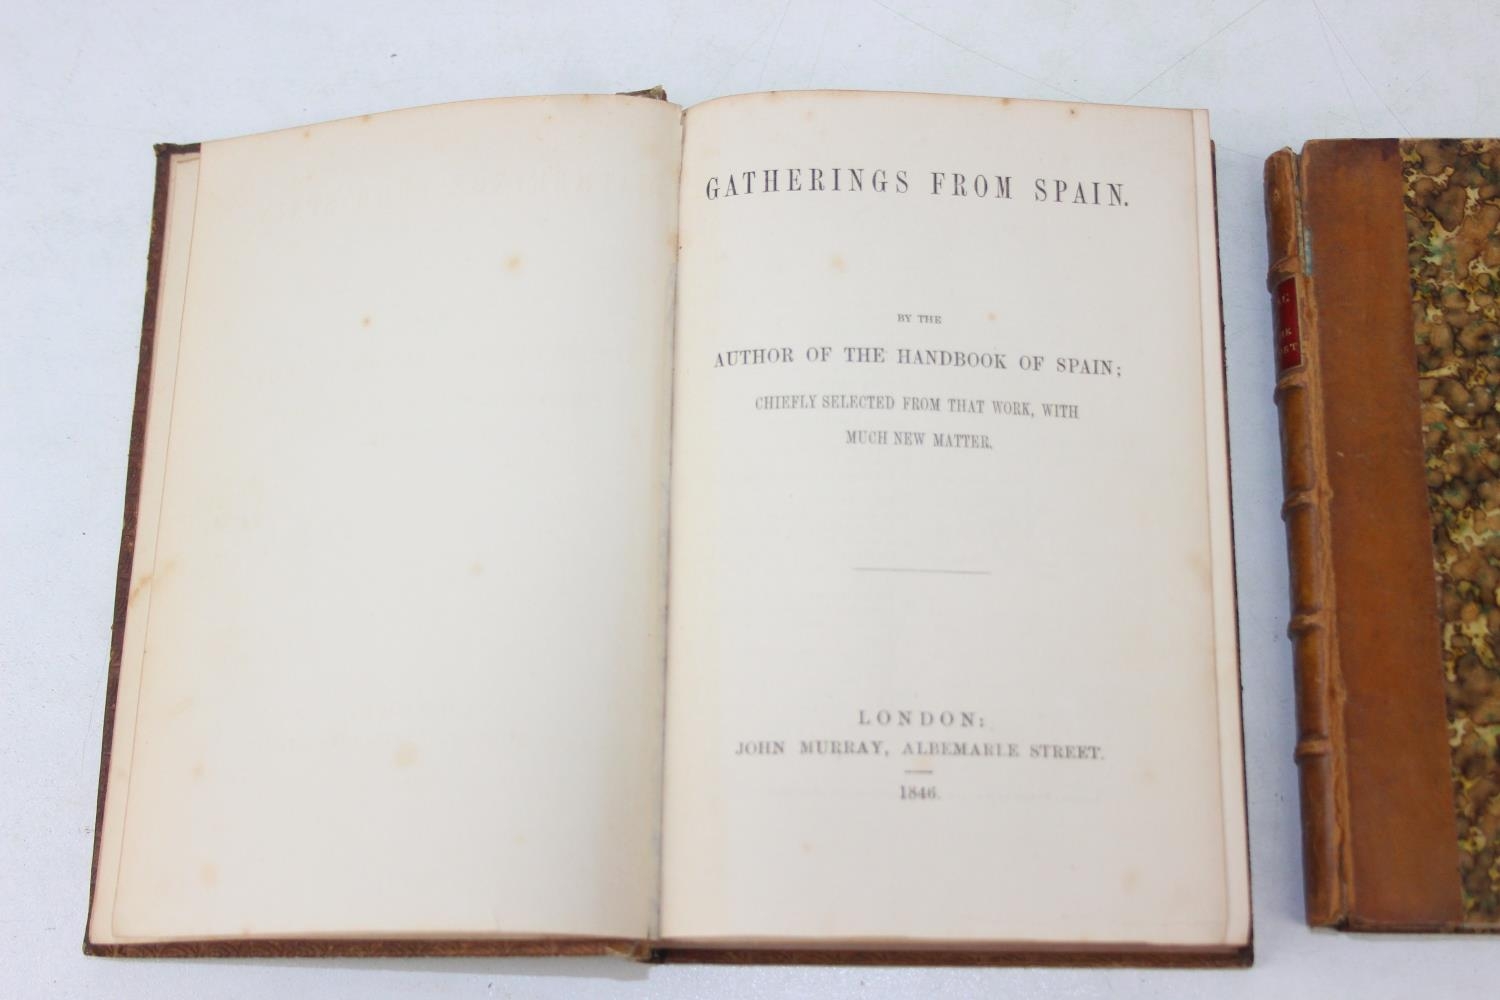 GATHERINGS FROM SPAIN.
BY THE
AUTHOR OF THE HANDBOOK OF SPAIN;
CHIEFLY SELECTED FROM THAT WORK, WITH
MUCH NEW MATTER.
LONDON:
JOHN MURRAY, ALBEMARLE STREET.
1846.